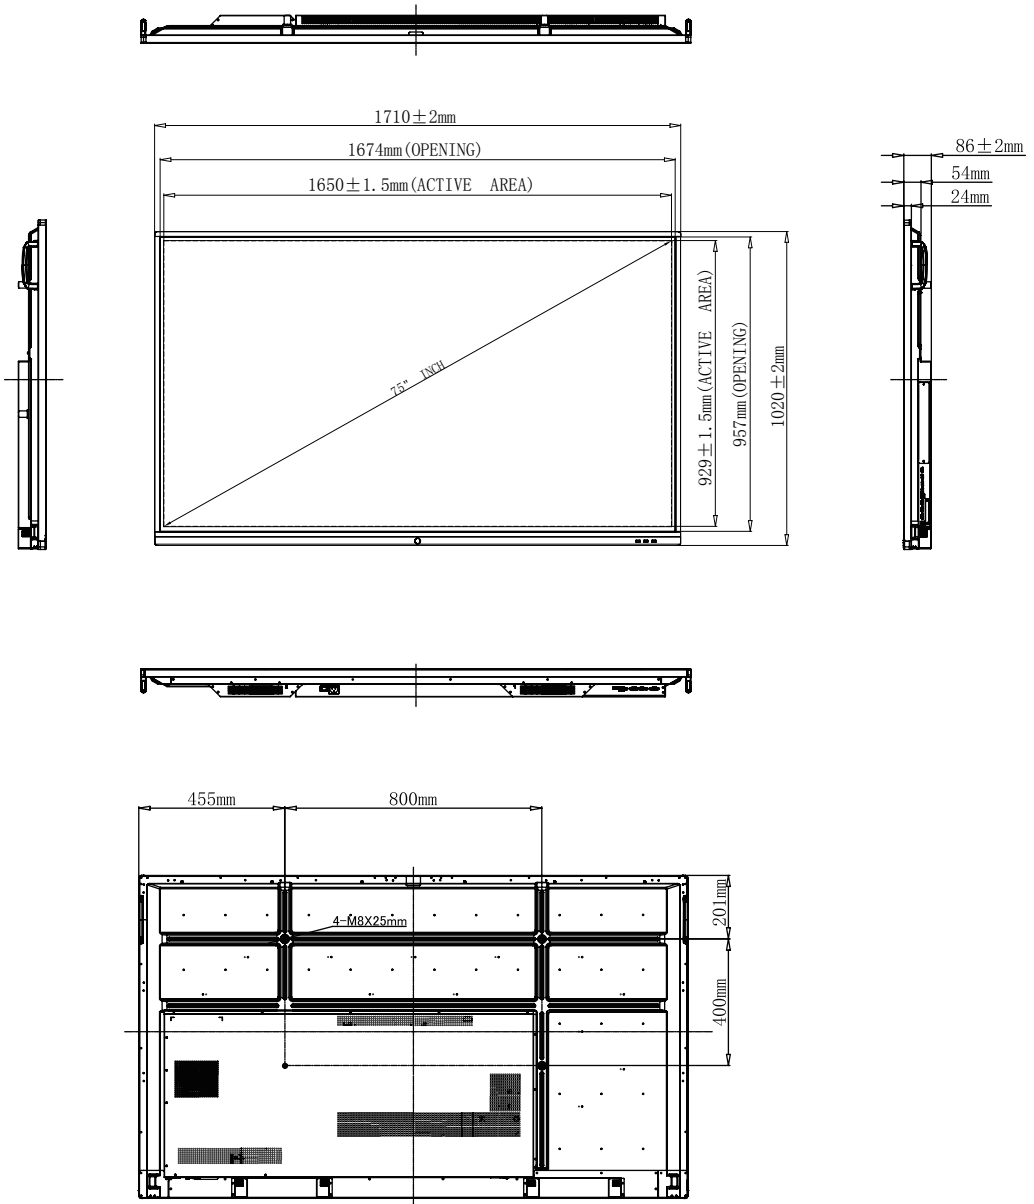 1710±2mm
1674mm(OPENING)
1650±1.5mm(ACTIVE AREA)
86±2mm
54mm
24mm
75" INCH
929±1.5mm(ACTIVE AREA)
957mm(OPENING)
1020±2mm
455mm
800mm
4-M8X25mm
201mm
400mm